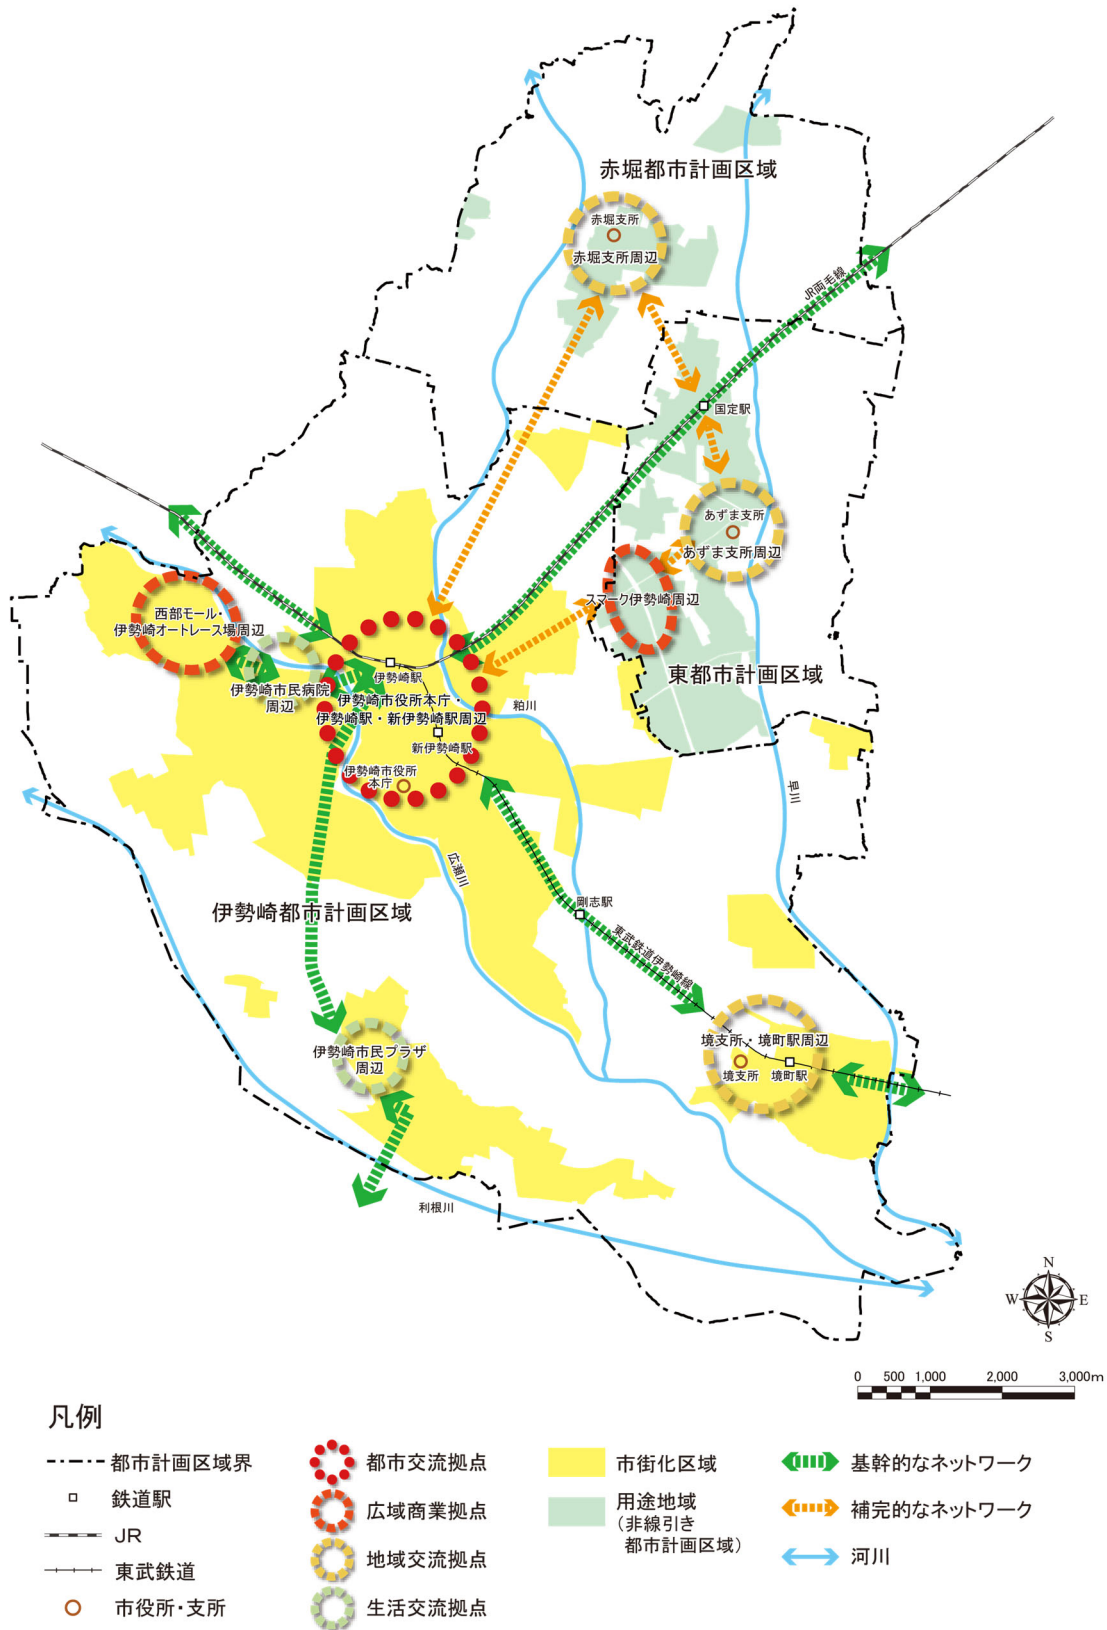 赤堀都市計画区域
赤堀支所
赤堀支所周辺
JR両毛線
国定駅
あずま支所
あずま支所周辺
スマーク伊勢崎周辺
西部モール・
伊勢崎オートレース場周辺
伊勢崎駅
伊勢崎市民病院
周辺
伊勢崎市役所本庁・
伊勢崎駅・新伊勢崎駅周辺
東都市計画区域
粕川
新伊勢崎駅
伊勢崎市役所
本庁
早川
広瀬川
剛志駅
伊勢崎都市計画区域
東武鉄道伊勢崎線
境支所・境町駅周辺
境支所
境町駅
伊勢崎市民プラザ
周辺
利根川
N
W
E
S
0 500 1,000 2,000 3,000m
凡例
都市計画区域界
鉄道駅
JR
東武鉄道
市役所・支所
都市交流拠点
広域商業拠点
地域交流拠点
生活交流拠点
市街化区域
用途地域
(非線引き
都市計画区域)
基幹的なネットワーク
補完的なネットワーク
河川